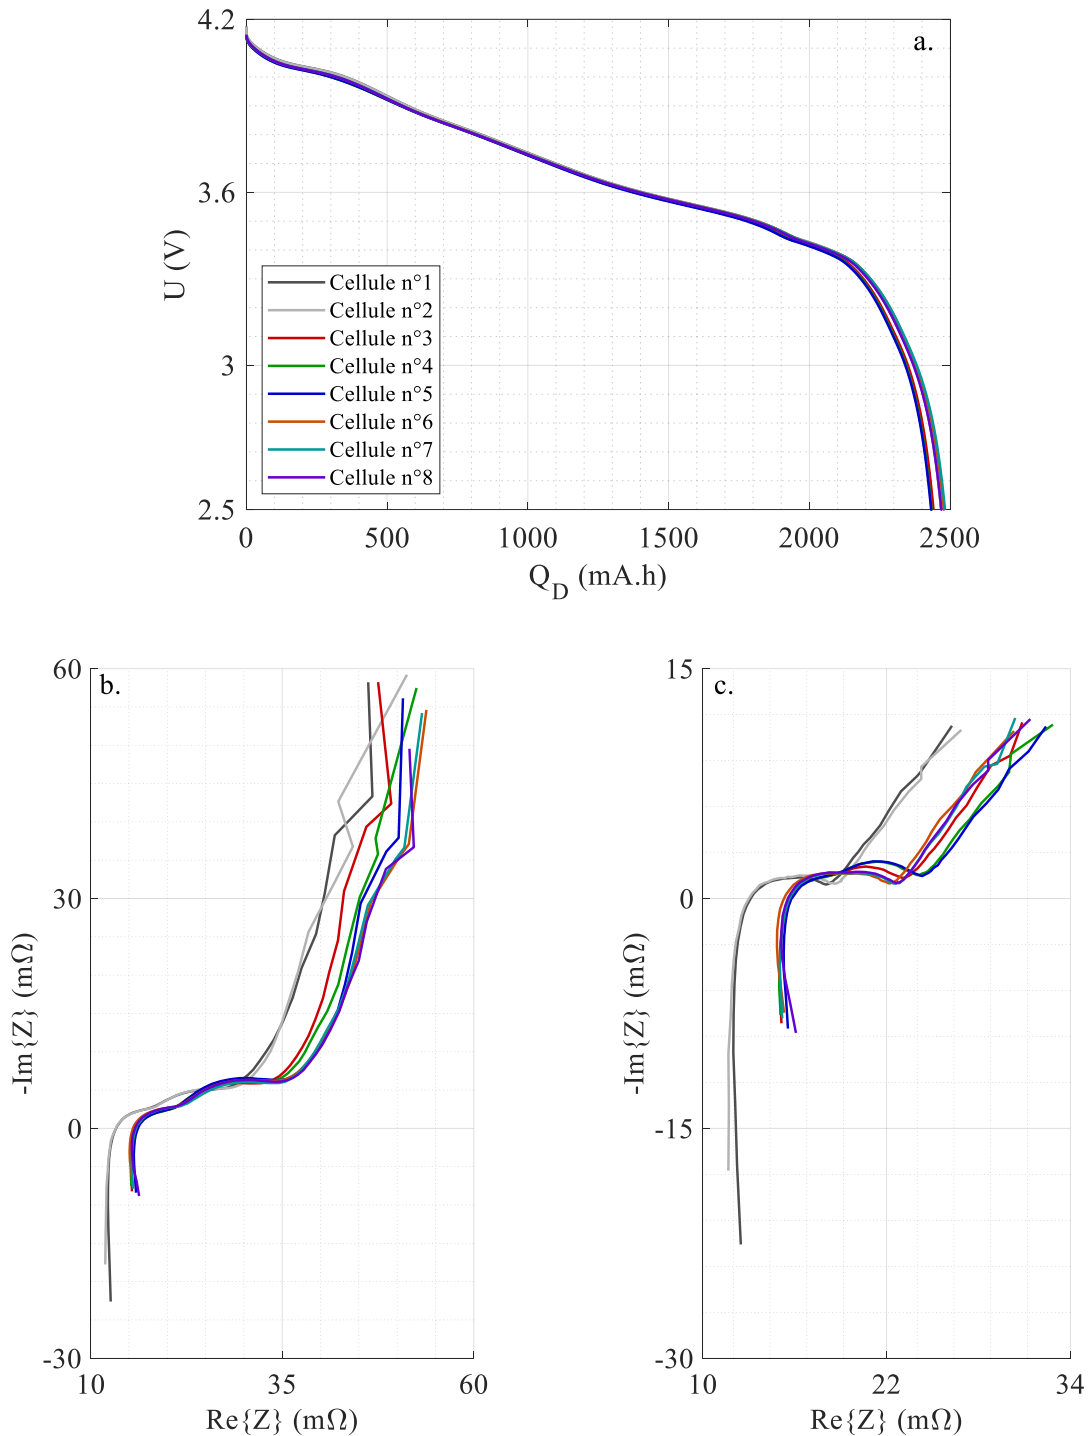 4.2
a.
3.6
U (V)
Cellule n°1
Cellule n°2
Cellule n°3
Cellule n°4
Cellule n°5
Cellule n°6
Cellule n°7
Cellule n°8
3
2.5
0 500 1000 1500 2000 2500
Q_D (mA.h)
60
b.
30
-Im{Z} (mΩ)
0
-30
10 35 60
Re{Z} (mΩ)
15
c.
0
-Im{Z} (mΩ)
-15
-30
10 22 34
Re{Z} (mΩ)